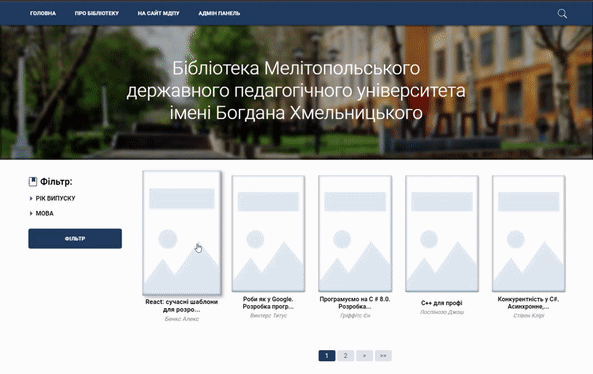 ГОЛОВНА
ПРО БІБЛІОТЕКУ
НА САЙТ МДПУ
АДМІН ПАНЕЛЬ
Бібліотека Мелітопольського
державного педагогічного університета
імені Богдана Хмельницького
МДПУ
Фільтр:
РІК ВИПУСКУ
МОВА
ФІЛЬТР
React: сучасні шаблони
для розро...
Бенкс Алекс
Роби як у Google.
Розробка прогр...
Винтерс Титус
Програмуємо на C # 8.0.
Розробка...
Гріффітс Єн
C++ для профі
Лоспінозо Джош
Конкурентність у C#.
Асинхронне,...
Стівен Клірі
1
2
»
>>